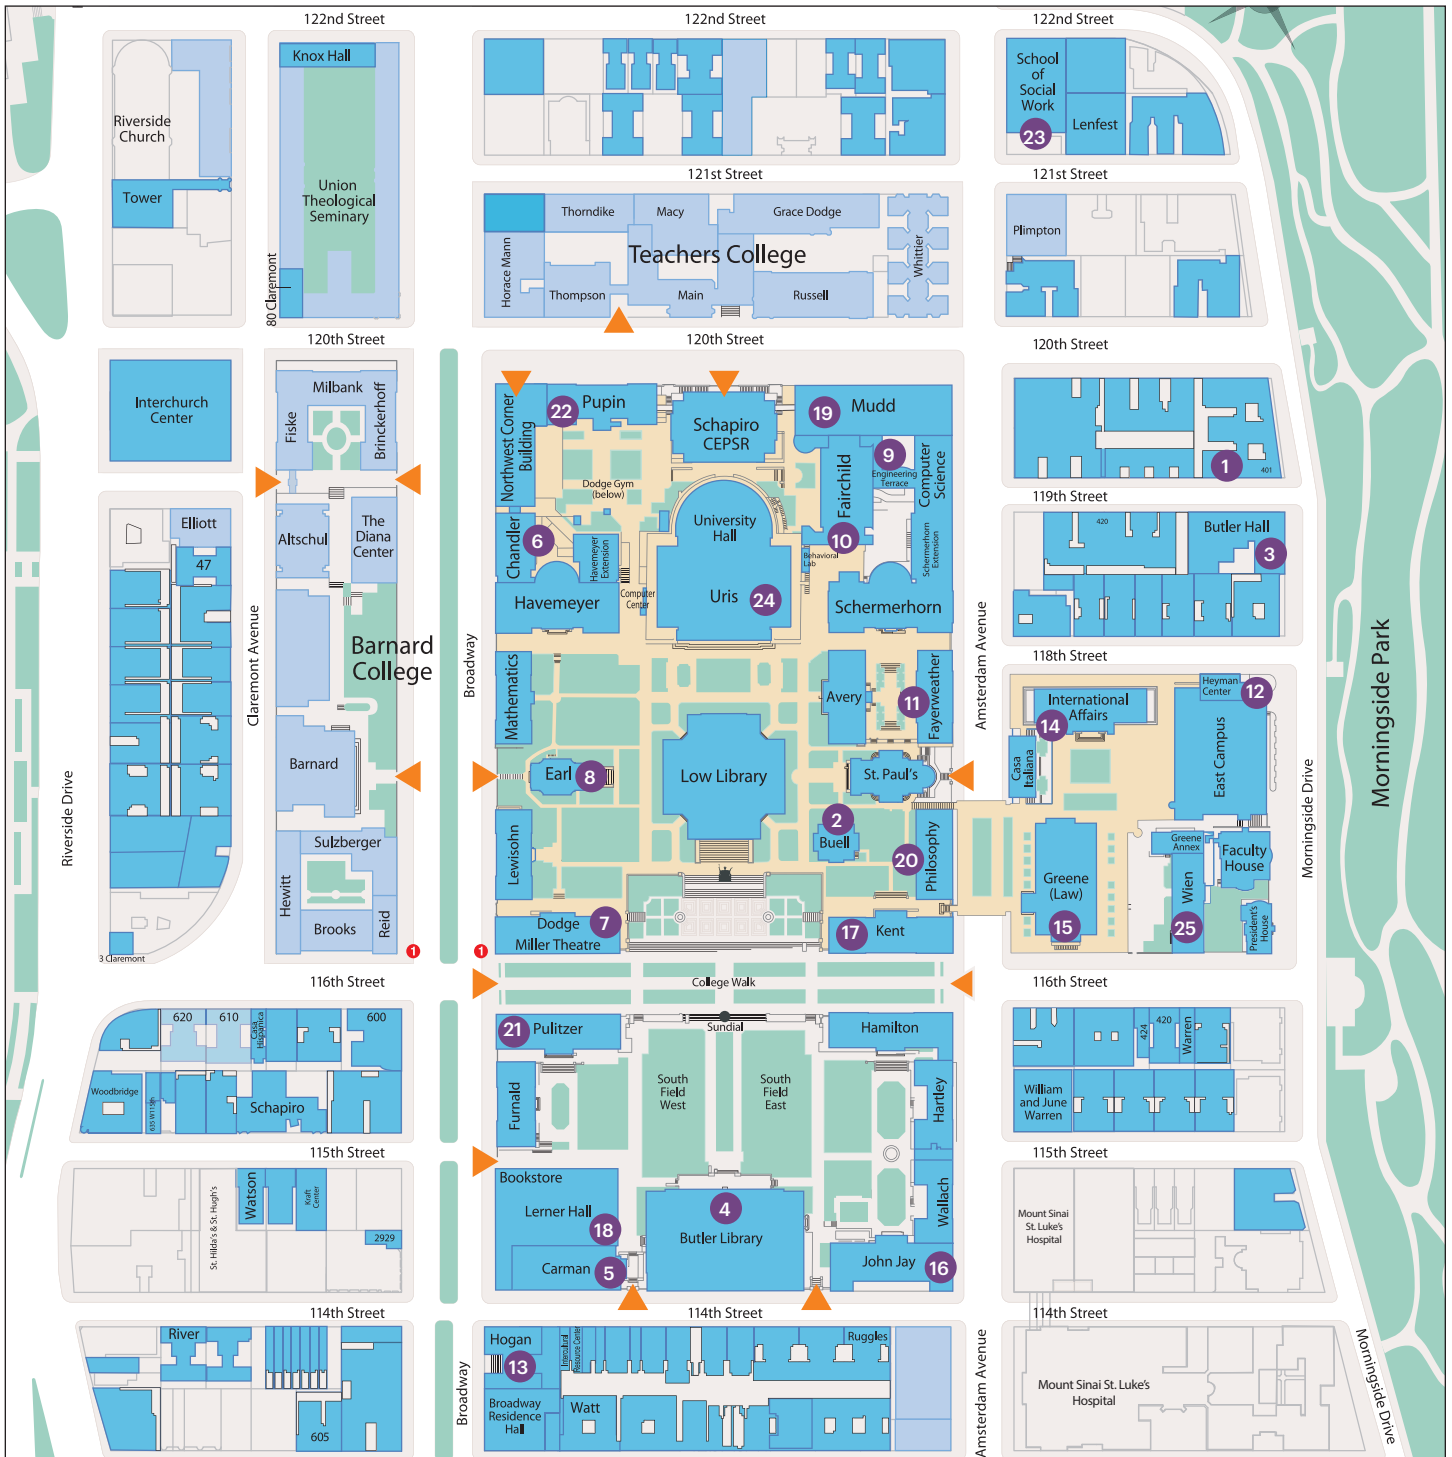 122nd Street
122nd Street
122nd Street
Knox Hall
Riverside
Church
Tower
Union
Theological
Seminary
80 Claremont
School
of
Social
Work
23
Lenfest
121st Street
121st Street
Thorndike
Macy
Grace Dodge
Horace Mann
Teachers College
Whittier
Thompson
Main
Russell
Plimpton
120th Street
120th Street
120th Street
Interchurch
Center
Milbank
Fiske
Brinckerhoff
Altschul
The
Diana
Center
Elliott
47
Claremont Avenue
Barnard
College
Barnard
Sulzberger
Hewitt
Brooks
Reid
3 Claremont
1
1
Riverside Drive
Broadway
Northwest Corner
Building
22
Pupin
Schapiro
CEPSR
19
Mudd
9
Engineering
Terrace
Computer
Science
Fairchild
10
Dodge Gym
(below)
University
Hall
Chandler
6
Havemeyer
Extension
Behavioral
Lab
Schermerhorn
Extension
Computer
Center
Havemeyer
Uris
24
Schermerhorn
Mathematics
Avery
11
Fayerweather
Earl
8
Low Library
St. Paul's
2
Buell
Lewisohn
20
Philosophy
Dodge
7
Miller Theatre
17
Kent
Amsterdam Avenue
1
401
119th Street
420
Butler Hall
3
118th Street
Heyman
Center
12
International
Affairs
14
Casa
Italiana
East Campus
Greene
Annex
Faculty
House
Greene
(Law)
15
Wien
25
President's
House
Morningside Drive
Morningside Park
116th Street
College Walk
116th Street
620
610
Casa
Hispanica
600
Woodbridge
635 W115th
Schapiro
21
Pulitzer
Sundial
Hamilton
Furnald
South
Field
West
South
Field
East
Hartley
424
420
Warren
William
and June
Warren
115th Street
115th Street
St. Hilda's & St. Hugh's
Watson
Kraft
Center
2929
Bookstore
Lerner Hall
18
Carman
5
4
Butler Library
Wallach
John Jay
16
Mount Sinai
St. Luke's
Hospital
114th Street
114th Street
114th Street
River
605
Broadway
Hogan
13
Intercultural
Resource Center
Ruggles
Broadway
Residence
Hall
Watt
Amsterdam Avenue
Mount Sinai St. Luke's
Hospital
Morningside Drive